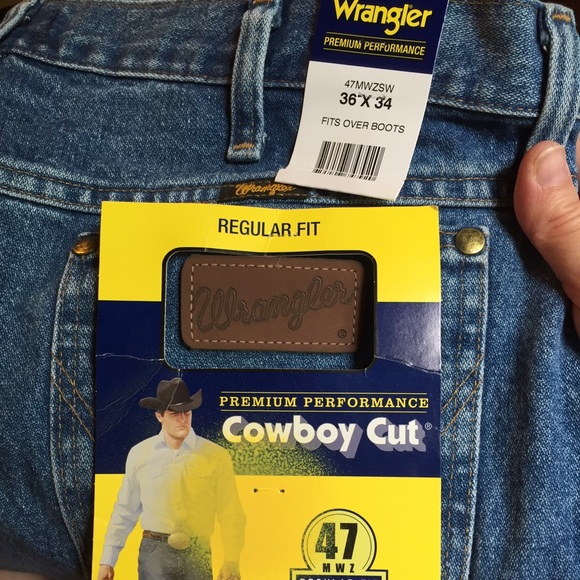 Wrangler
PREMIUM PERFORMANCE
47MWZSW
36" X 34
FITS OVER BOOTS
Wrangler
REGULAR FIT
Wrangler®
PREMIUM PERFORMANCE
Cowboy Cut®
47
MWZ